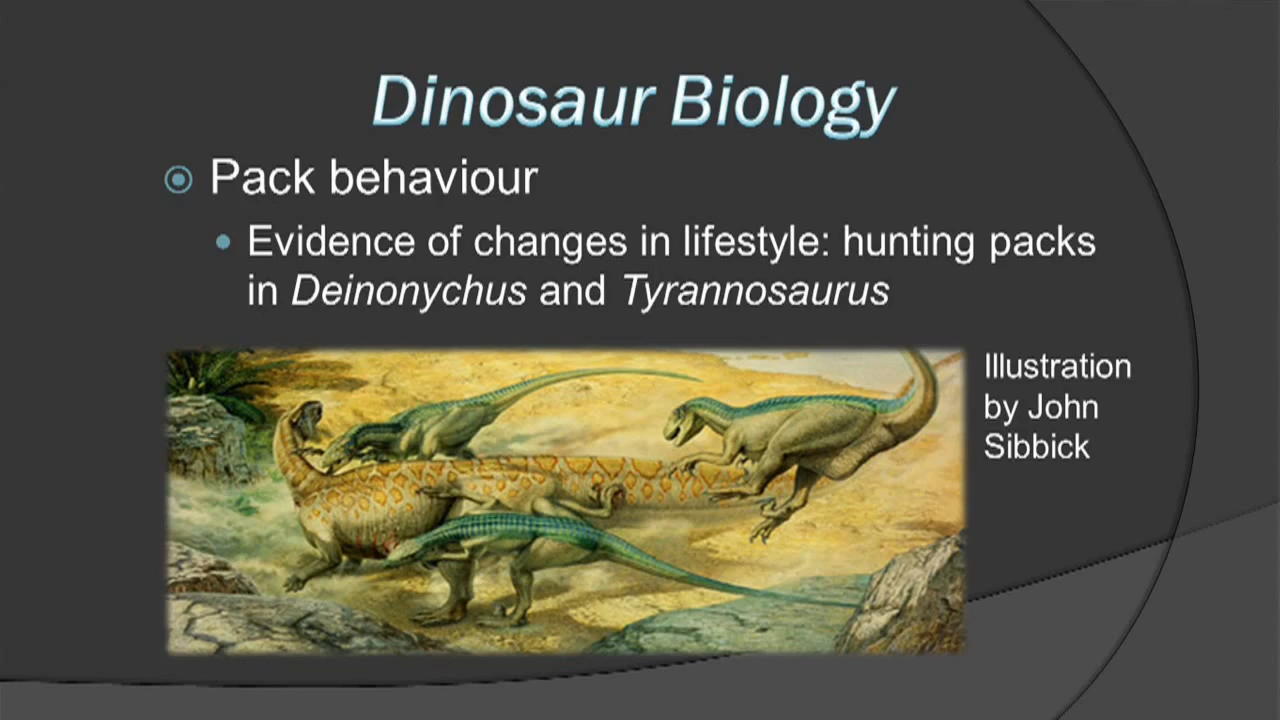 Dinosaur Biology
Pack behaviour
Evidence of changes in lifestyle: hunting packs
in Deinonychus and Tyrannosaurus
Illustration
by John
Sibbick